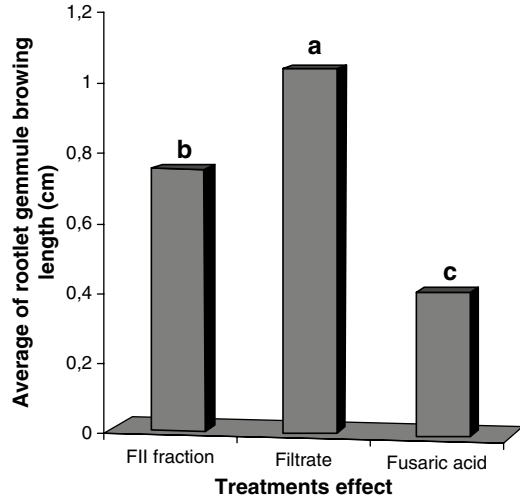 Average of rootlet gemmule browing
length (cm)
1,2
1
0,8
0,6
0,4
0,2
0
b
a
c
FII fraction
Filtrate
Fusaric acid
Treatments effect